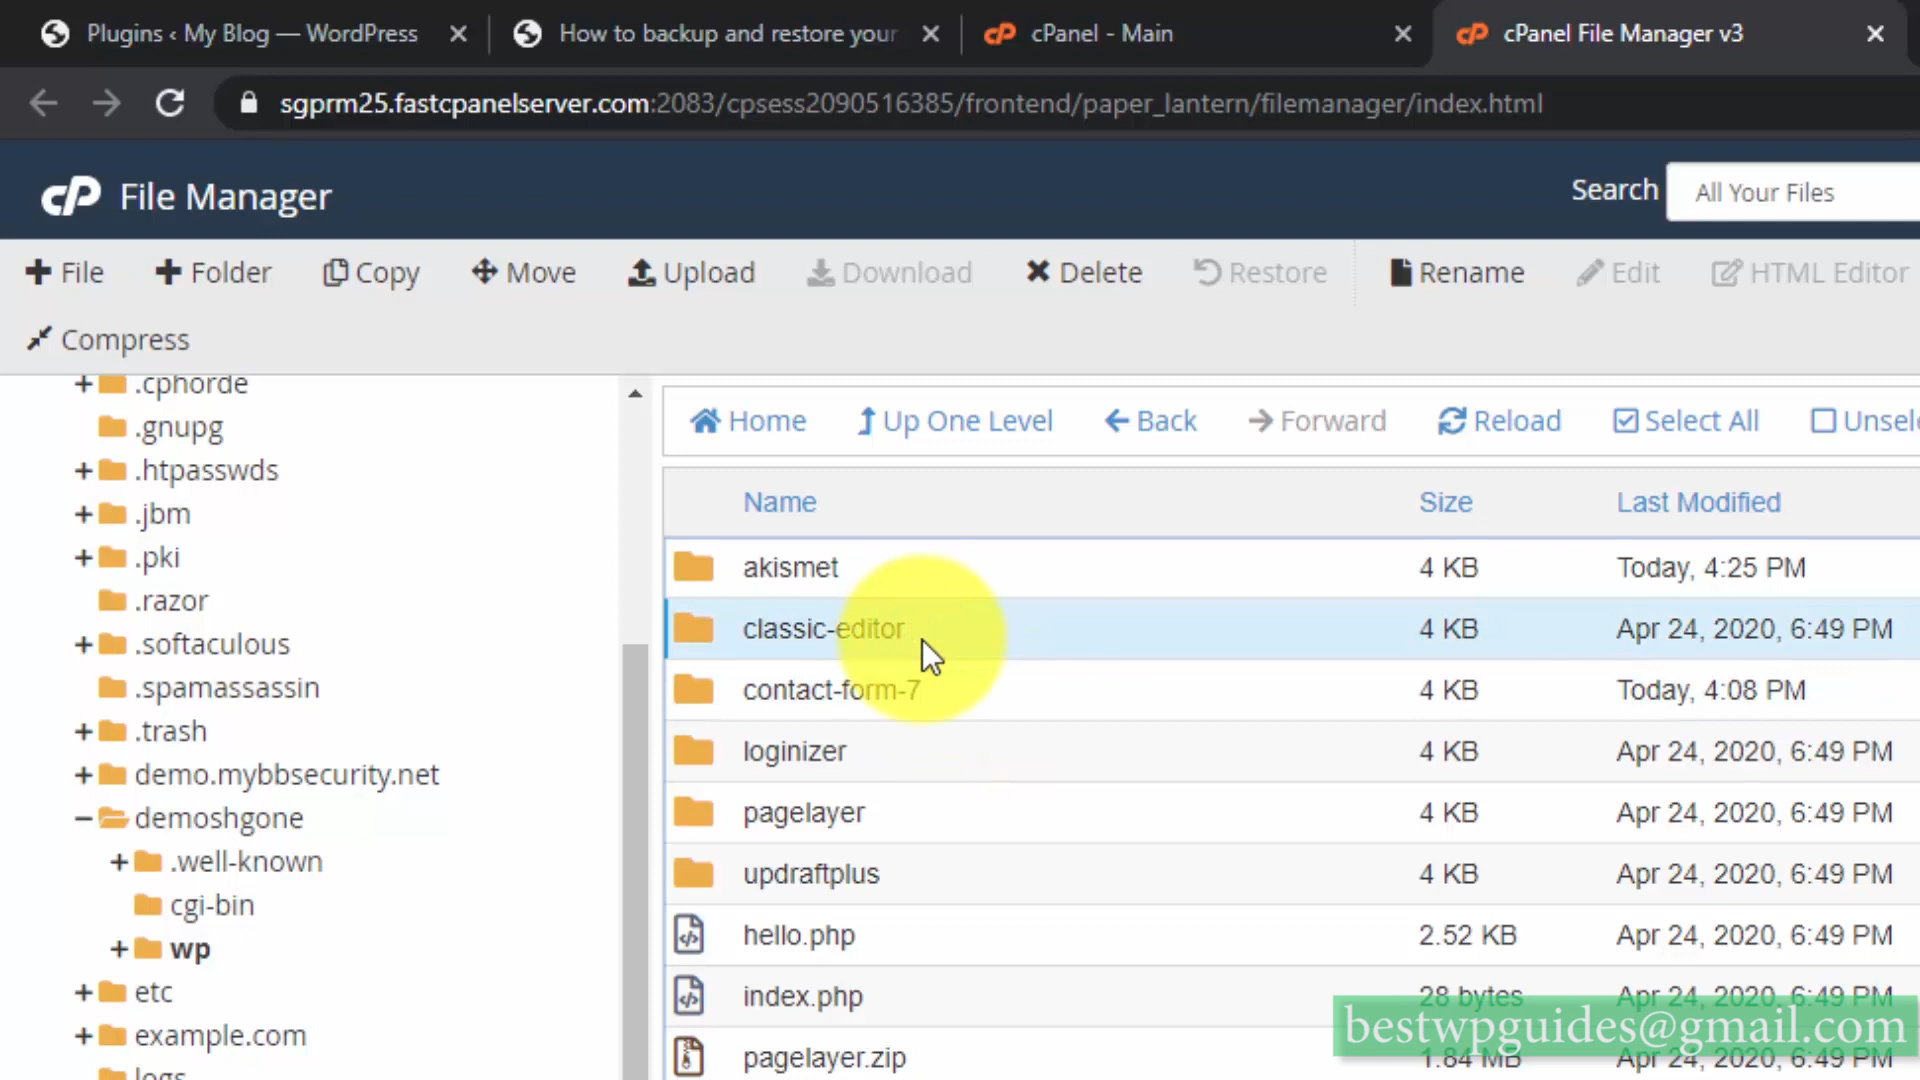 Plugins ‹ My Blog — WordPress
How to backup and restore your
cPanel - Main
cPanel File Manager v3
sgprm25.fastcpanelserver.com:2083/cpsess2090516385/frontend/paper_lantern/filemanager/index.html
cP File Manager
Search All Your Files
File Folder Copy Move Upload Download Delete Restore Rename Edit HTML Editor
Compress
.cphorde
.gnupg
.htpasswds
.jbm
.pki
.razor
.softaculous
.spamassassin
.trash
demo.mybbsecurity.net
demoshgone
.well-known
cgi-bin
wp
etc
example.com
logs
Home Up One Level Back Forward Reload Select All Unsele
Name Size Last Modified
akismet 4 KB Today, 4:25 PM
classic-editor 4 KB Apr 24, 2020, 6:49 PM
contact-form-7 4 KB Today, 4:08 PM
loginizer 4 KB Apr 24, 2020, 6:49 PM
pagelayer 4 KB Apr 24, 2020, 6:49 PM
updraftplus 4 KB Apr 24, 2020, 6:49 PM
hello.php 2.52 KB Apr 24, 2020, 6:49 PM
index.php 28 bytes Apr 24, 2020, 6:49 PM
pagelayer.zip 1.84 MB Apr 24, 2020, 6:49 PM
bestwpguides@gmail.com